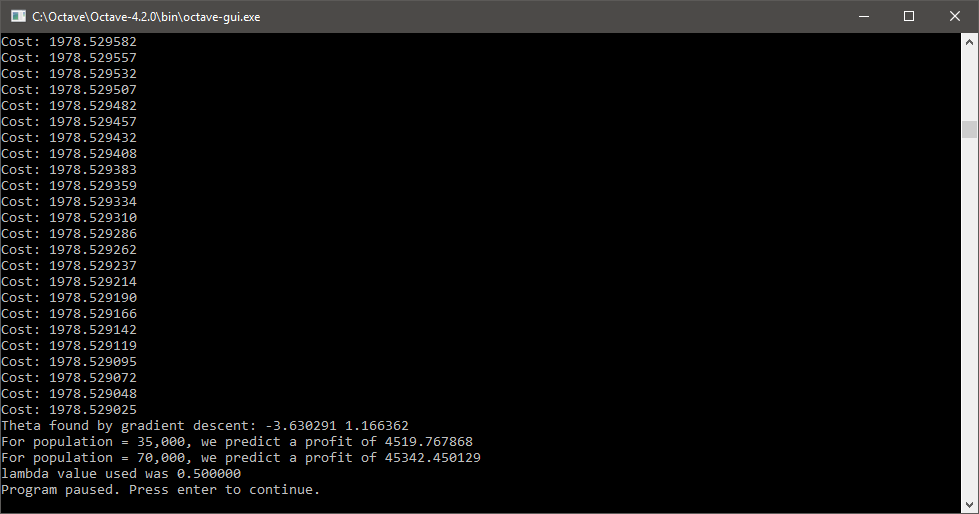 C:\Octave\Octave-4.2.0\bin\octave-gui.exe
Cost: 1978.529582
Cost: 1978.529557
Cost: 1978.529532
Cost: 1978.529507
Cost: 1978.529482
Cost: 1978.529457
Cost: 1978.529432
Cost: 1978.529408
Cost: 1978.529383
Cost: 1978.529359
Cost: 1978.529334
Cost: 1978.529310
Cost: 1978.529286
Cost: 1978.529262
Cost: 1978.529237
Cost: 1978.529214
Cost: 1978.529190
Cost: 1978.529166
Cost: 1978.529142
Cost: 1978.529119
Cost: 1978.529095
Cost: 1978.529072
Cost: 1978.529048
Cost: 1978.529025
Theta found by gradient descent: -3.630291 1.166362
For population = 35,000, we predict a profit of 4519.767868
For population = 70,000, we predict a profit of 45342.450129
lambda value used was 0.500000
Program paused. Press enter to continue.